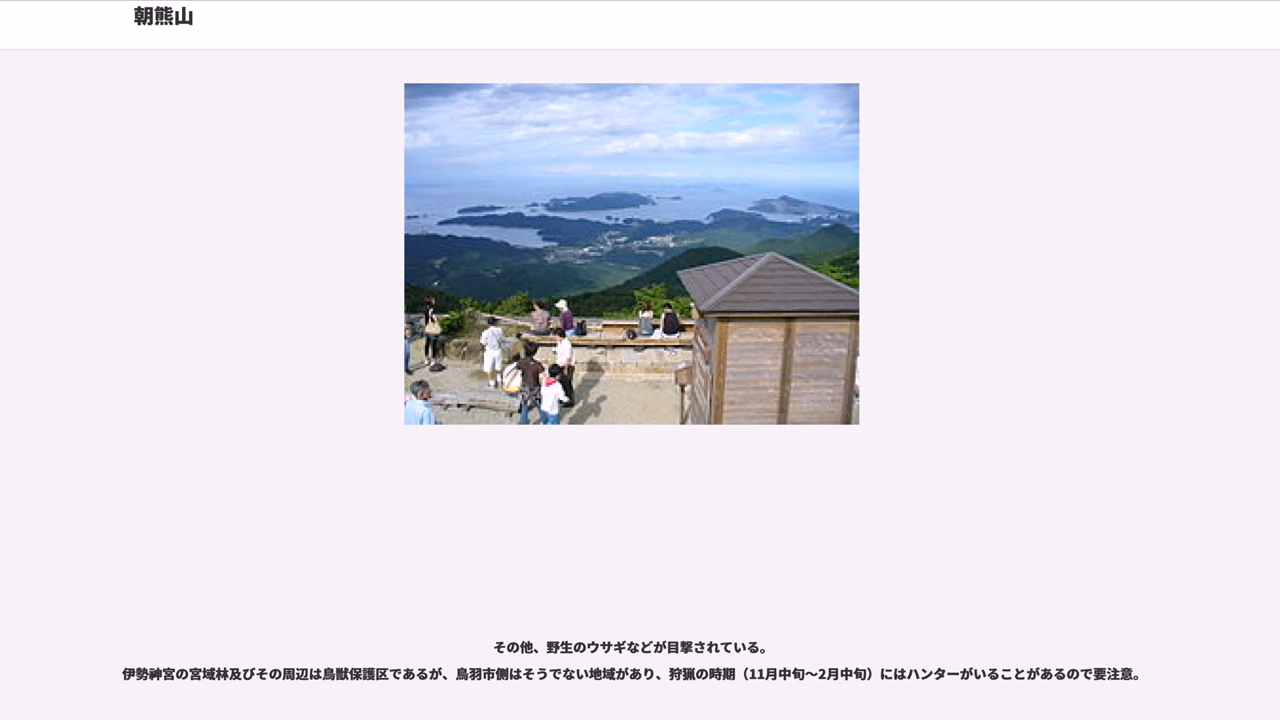 朝熊山
その他、野生のウサギなどが目撃されている。
伊勢神宮の宮域林及びその周辺は鳥獣保護区であるが、鳥羽市側はそうでない地域があり、狩猟の時期（11月中旬〜2月中旬）にはハンターがいることがあるので要注意。